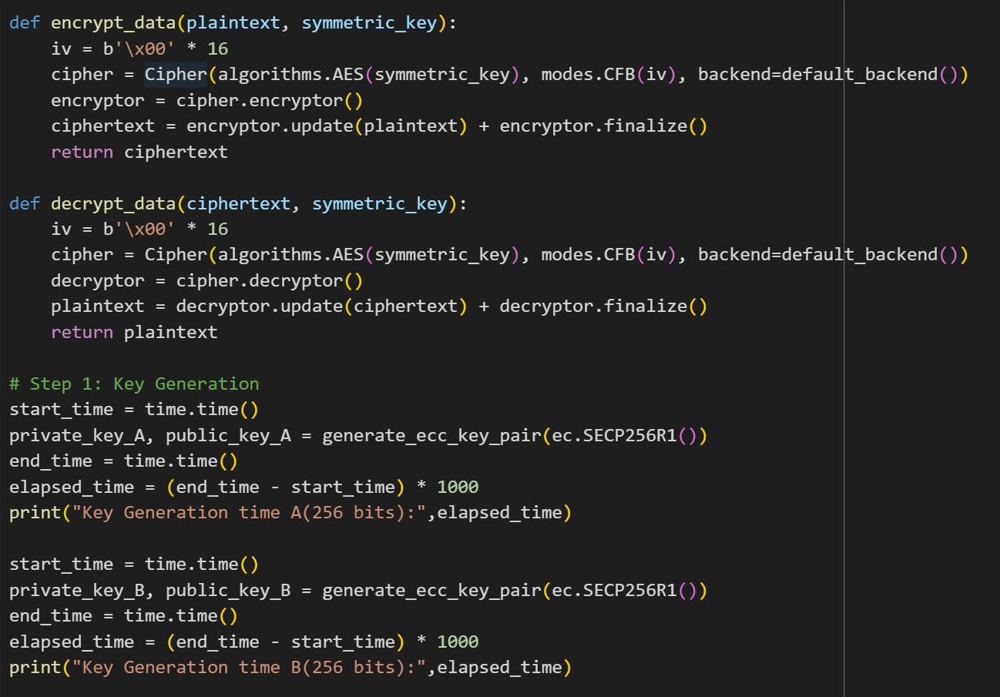 def encrypt_data(plaintext, symmetric_key):
    iv = b'\x00' * 16
    cipher = Cipher(algorithms.AES(symmetric_key), modes.CFB(iv), backend=default_backend())
    encryptor = cipher.encryptor()
    ciphertext = encryptor.update(plaintext) + encryptor.finalize()
    return ciphertext

def decrypt_data(ciphertext, symmetric_key):
    iv = b'\x00' * 16
    cipher = Cipher(algorithms.AES(symmetric_key), modes.CFB(iv), backend=default_backend())
    decryptor = cipher.decryptor()
    plaintext = decryptor.update(ciphertext) + decryptor.finalize()
    return plaintext

# Step 1: Key Generation
start_time = time.time()
private_key_A, public_key_A = generate_ecc_key_pair(ec.SECP256R1())
end_time = time.time()
elapsed_time = (end_time - start_time) * 1000
print("Key Generation time A(256 bits):",elapsed_time)

start_time = time.time()
private_key_B, public_key_B = generate_ecc_key_pair(ec.SECP256R1())
end_time = time.time()
elapsed_time = (end_time - start_time) * 1000
print("Key Generation time B(256 bits):",elapsed_time)